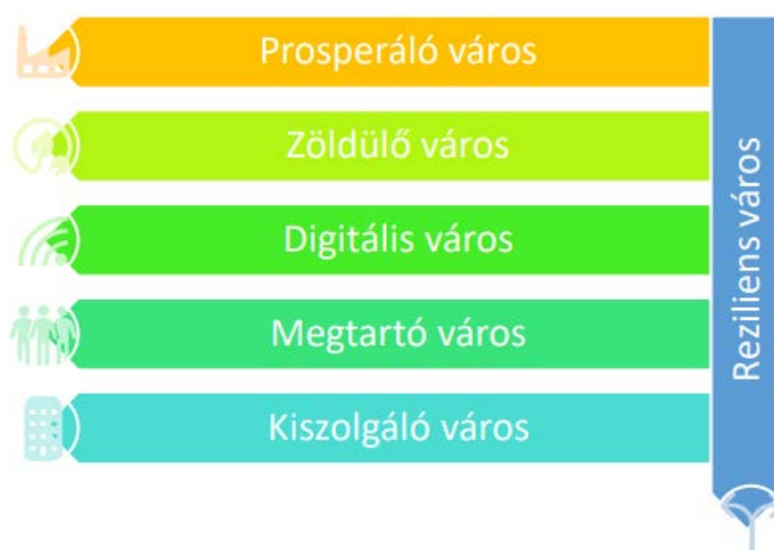 Prosperáló város
Zöldülő város
Digitális város
Megtartó város
Kiszolgáló város
Reziliens város